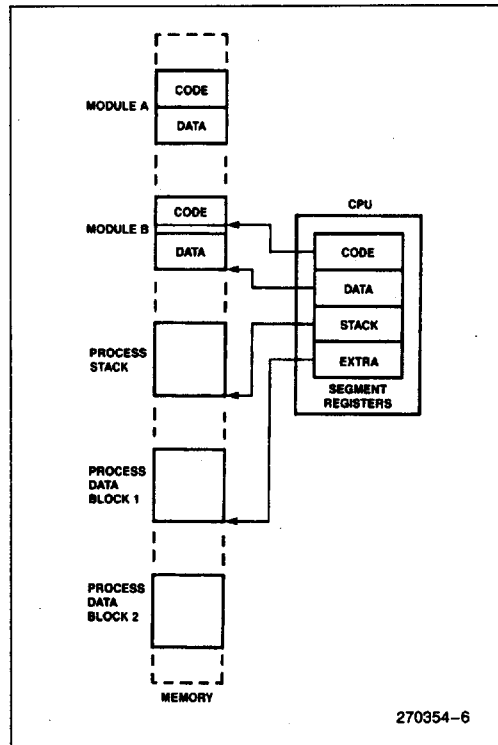 MODULE A
CODE
DATA
MODULE B
CODE
DATA
PROCESS
STACK
PROCESS
DATA
BLOCK 1
PROCESS
DATA
BLOCK 2
MEMORY
CPU
CODE
DATA
STACK
EXTRA
SEGMENT
REGISTERS
270354-6